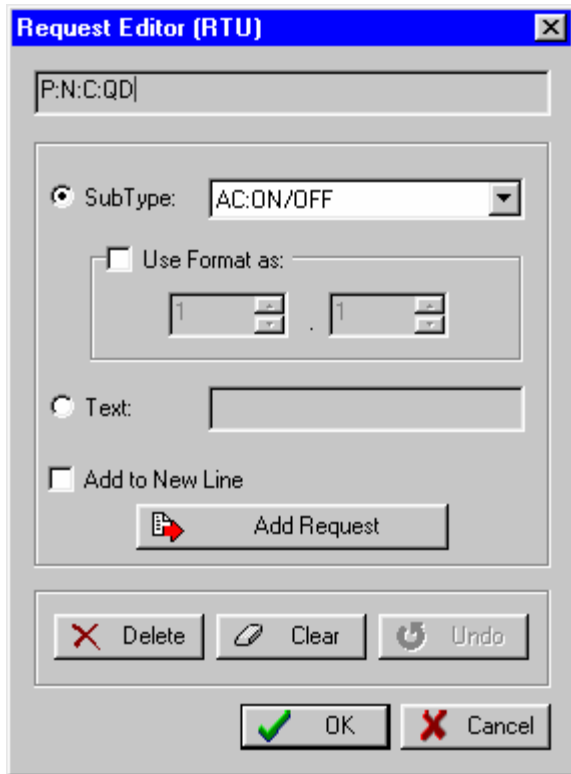 Request Editor (RTU)
P:N:C:QD
SubType: AC:ON/OFF
Use Format as:
1 . 1
Text:
Add to New Line
Add Request
Delete Clear Undo
OK Cancel